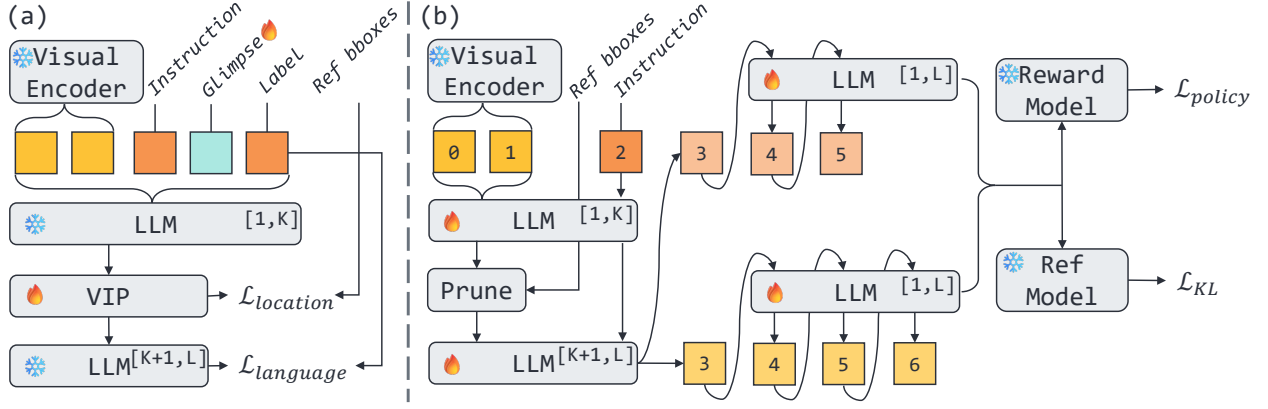 (a)
Visual
Encoder
Instruction
Glimpse
Label
Ref bboxes
LLM [1,K]
VIP
ℒlocation
LLM[K+1,L]
ℒlanguage
(b)
Visual
Encoder
Ref bboxes
Instruction
0 1 2
LLM [1,K]
Prune
LLM[K+1,L]
LLM [1,L]
3 4 5
LLM [1,L]
3 4 5 6
Reward
Model
ℒpolicy
Ref
Model
ℒKL